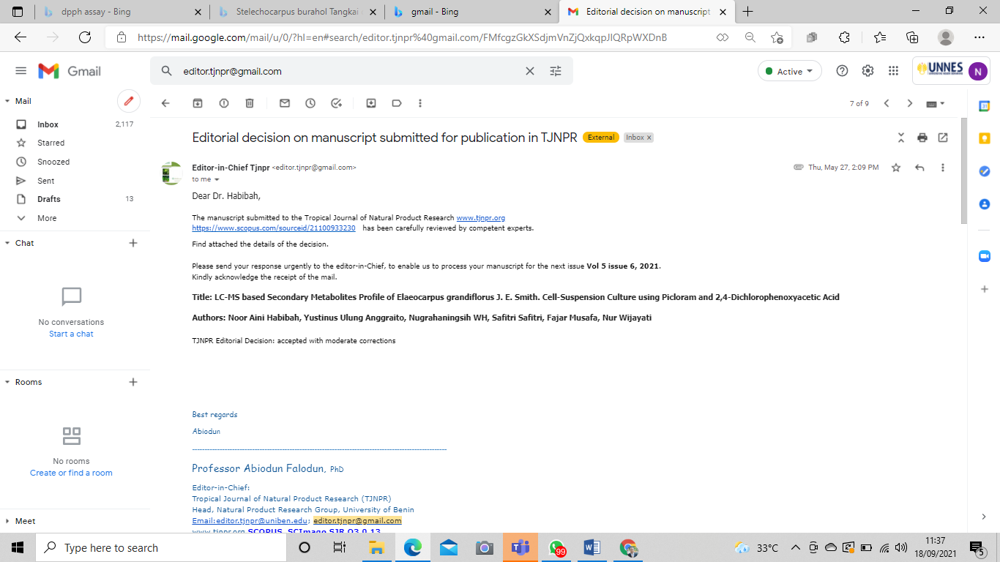 dpph assay - Bing
Stelechocarpus burahol Tangkai
gmail - Bing
Editorial decision on manuscript
https://mail.google.com/mail/u/0/?hl=en#search/editor.tjnpr%40gmail.com/FMfcgzGkXSdjmVnZjQxkqpJlQRpWXDnB
Gmail
editor.tjnpr@gmail.com
Active
UNNES
N
Mail
Inbox 2,117
Starred
Snoozed
Sent
Drafts 13
More
Chat
No conversations
Start a chat
Rooms
No rooms
Create or find a room
Meet
7 of 9
Editorial decision on manuscript submitted for publication in TJNPR External Inbox x
Editor-in-Chief Tjnpr <editor.tjnpr@gmail.com> Thu, May 27, 2:09 PM
to me
Dear Dr. Habibah,
The manuscript submitted to the Tropical Journal of Natural Product Research www.tjnpr.org
https://www.scopus.com/sourceid/21100933230 has been carefully reviewed by competent experts.
Find attached the details of the decision.
Please send your response urgently to the editor-in-Chief, to enable us to process your manuscript for the next issue Vol 5 issue 6, 2021.
Kindly acknowledge the receipt of the mail.
Title: LC-MS based Secondary Metabolites Profile of Elaeocarpus grandiflorus J. E. Smith. Cell-Suspension Culture using Picloram and 2,4-Dichlorophenoxyacetic Acid
Authors: Noor Aini Habibah, Yustinus Ulung Anggraito, Nugrahaningsih WH, Safitri Safitri, Fajar Musafa, Nur Wijayati
TJNPR Editorial Decision: accepted with moderate corrections
Best regards
Abiodun
Professor Abiodun Falodun, PhD
Editor-in-Chief:
Tropical Journal of Natural Product Research (TJNPR)
Head, Natural Product Research Group, University of Benin
Email:editor.tjnpr@uniben.edu; editor.tjnpr@gmail.com
www.tjnpr.org SCOPUS, SCImago SJR Q3 0.13
31
Type here to search
99
33°C
11:37
18/09/2021
5